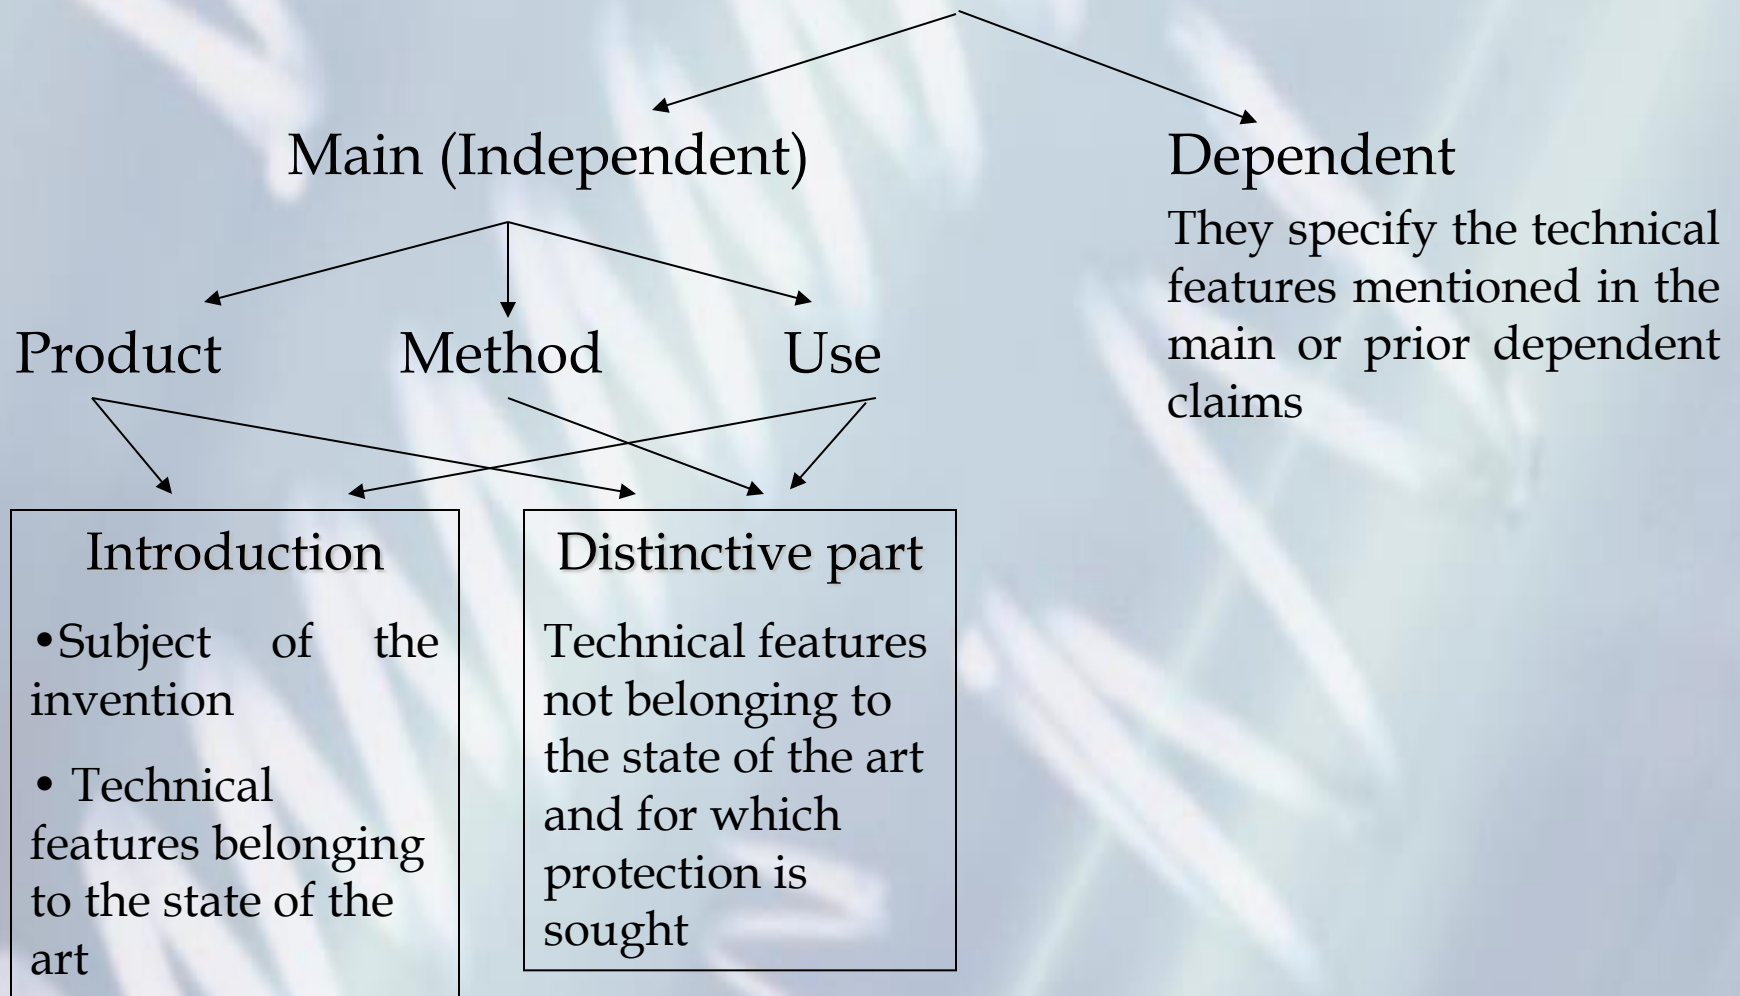 Main (Independent)
Dependent
They specify the technical
features mentioned in the
main or prior dependent
claims
Product
Method
Use
Introduction
•Subject of the
invention
• Technical
features belonging
to the state of the
art
Distinctive part
Technical features
not belonging to
the state of the art
and for which
protection is
sought